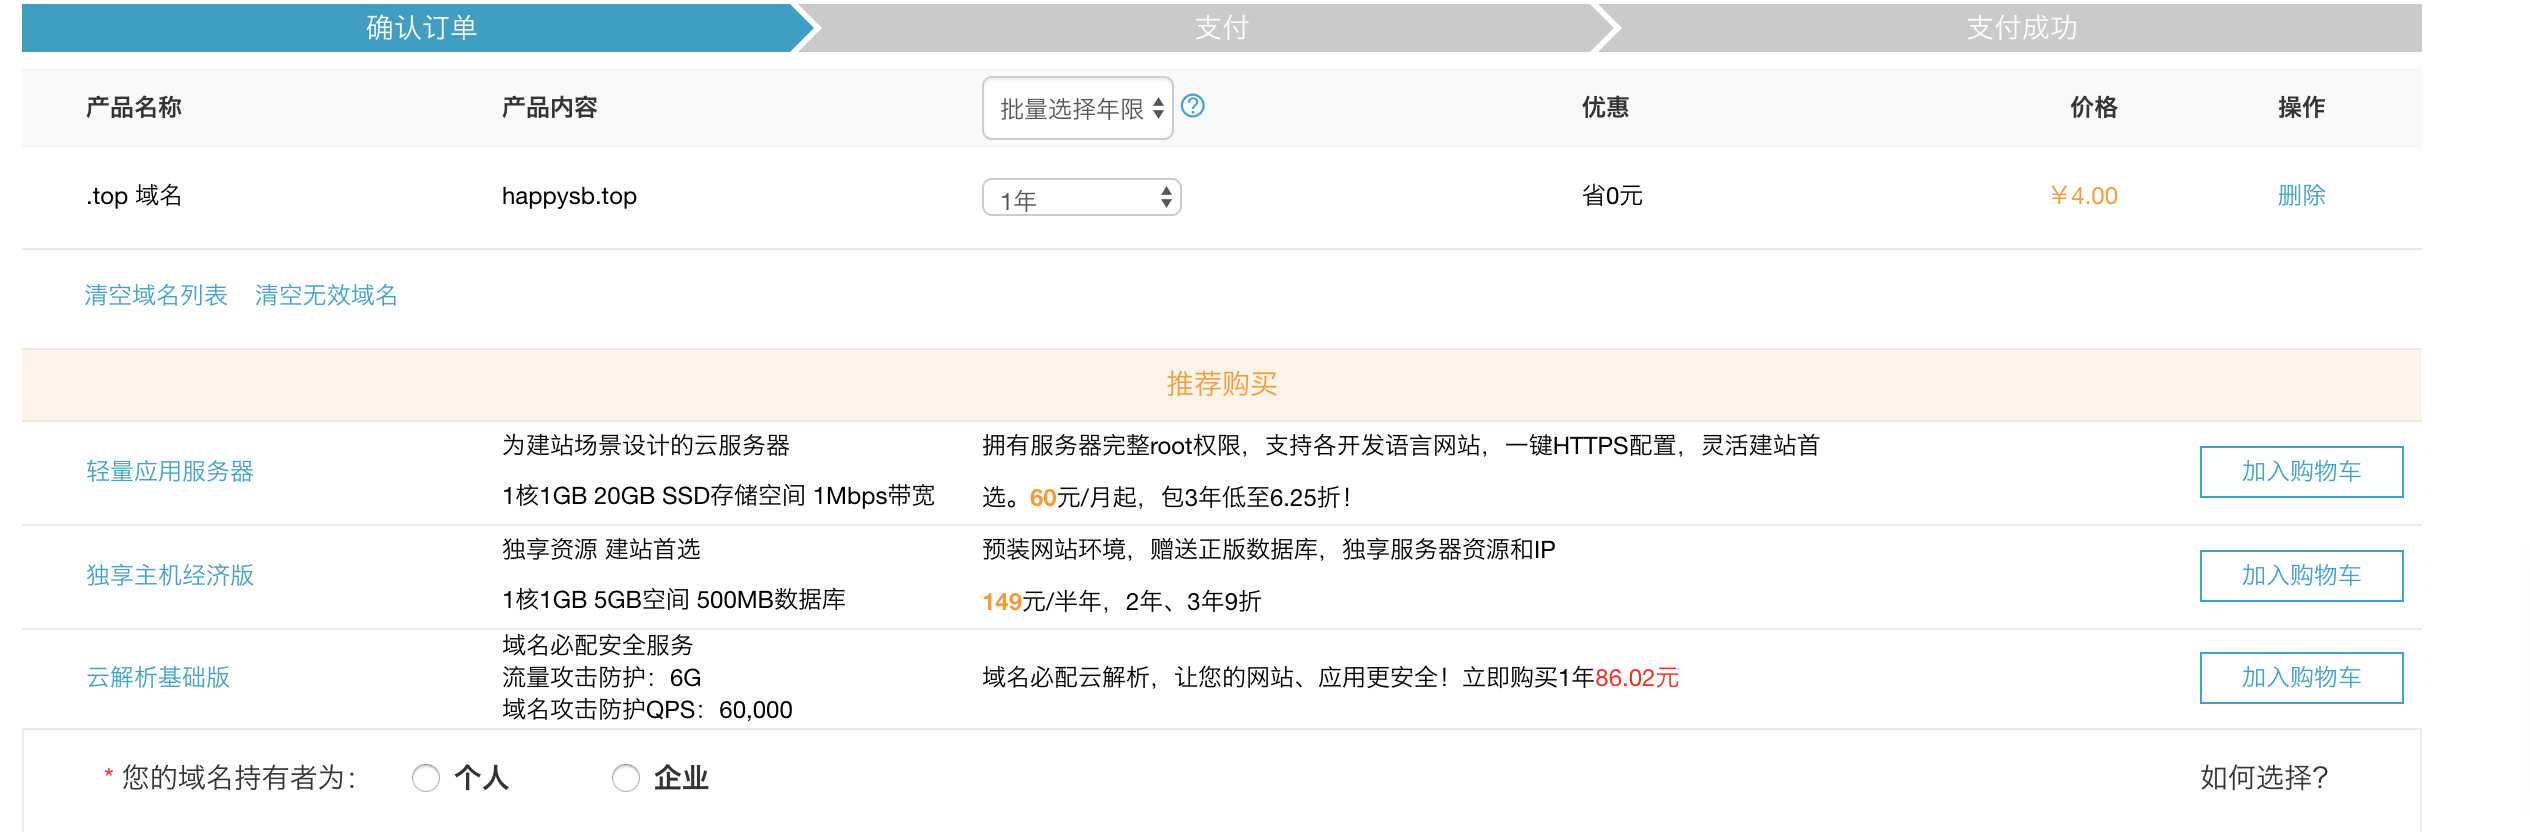 确认订单 支付 支付成功
产品名称 产品内容 批量选择年限 优惠 价格 操作
.top 域名 happysb.top 1年 省0元 ¥4.00 删除
清空域名列表 清空无效域名
推荐购买
轻量应用服务器
为建站场景设计的云服务器
1核1GB 20GB SSD存储空间 1Mbps带宽
拥有服务器完整root权限，支持各开发语言网站，一键HTTPS配置，灵活建站首
选。60元/月起，包3年低至6.25折！
加入购物车
独享主机经济版
独享资源 建站首选
1核1GB 5GB空间 500MB数据库
预装网站环境，赠送正版数据库，独享服务器资源和IP
149元/半年，2年、3年9折
加入购物车
云解析基础版
域名必配安全服务
流量攻击防护：6G
域名攻击防护QPS：60,000
域名必配云解析，让您的网站、应用更安全！立即购买1年86.02元
加入购物车
* 您的域名持有者为： 个人 企业 如何选择?